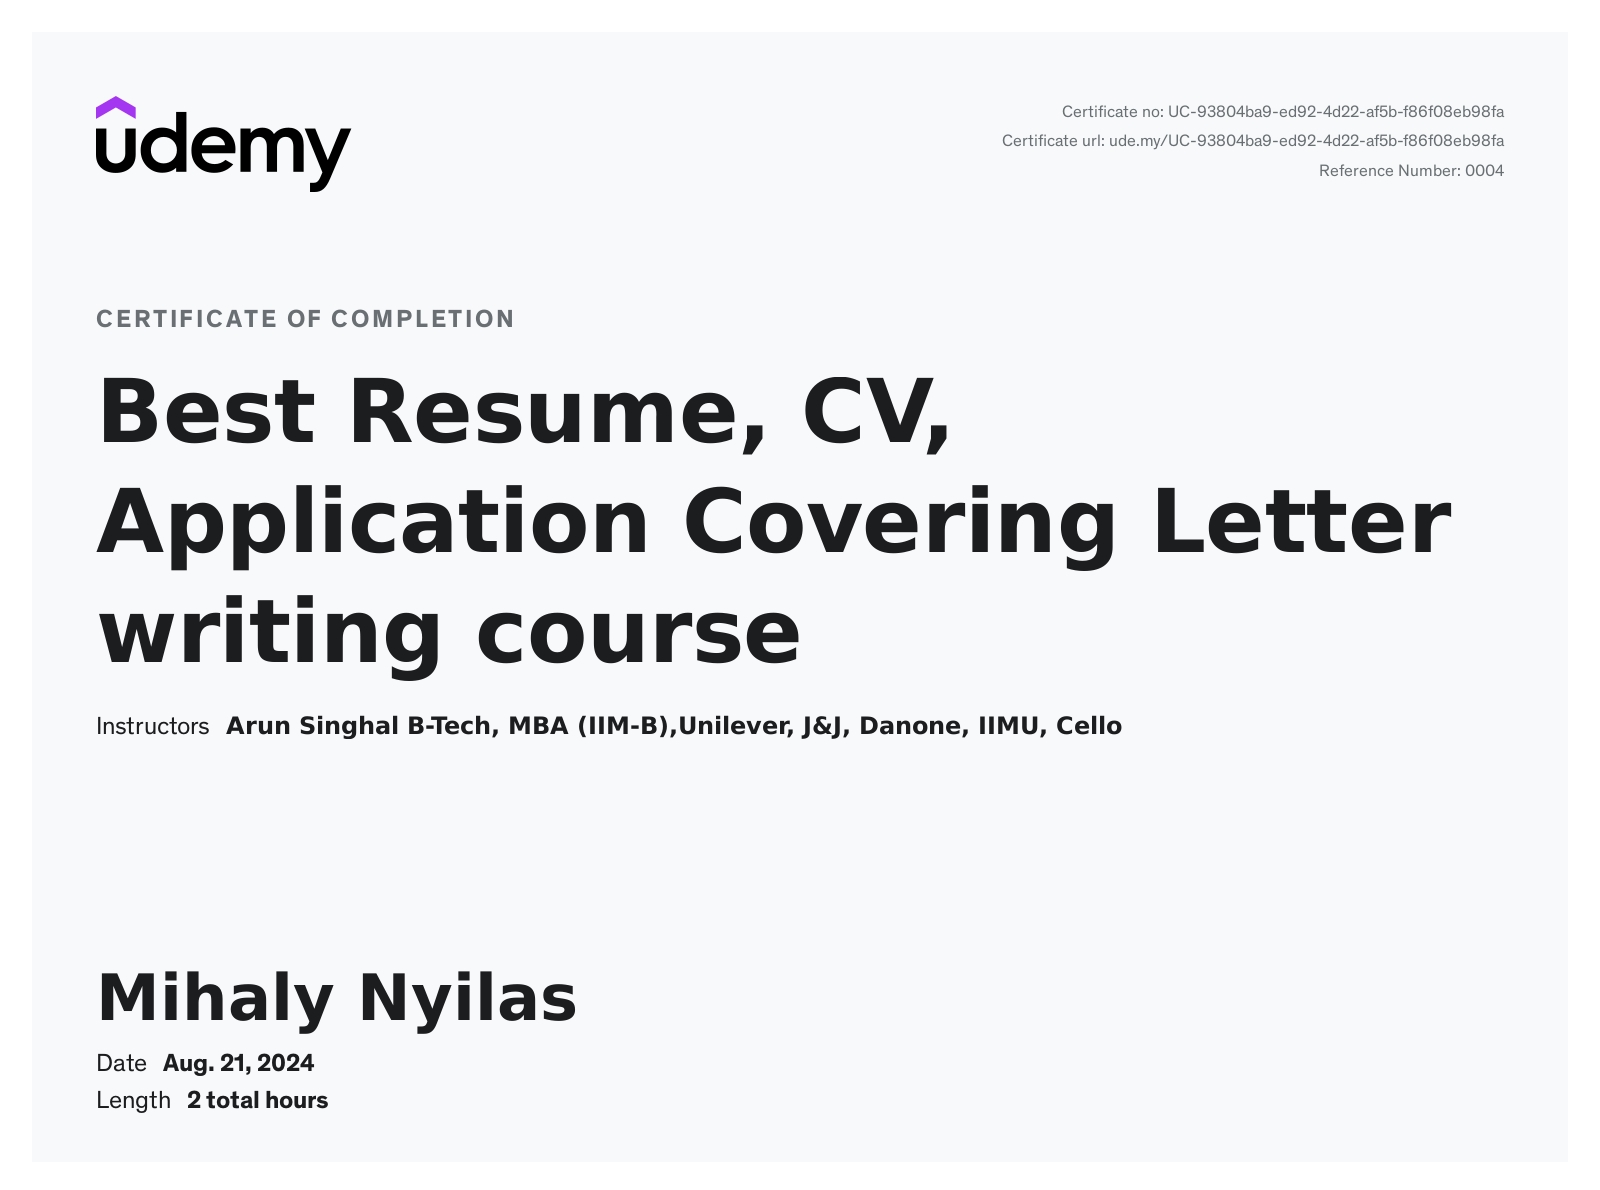 udemy
Certificate no: UC-93804ba9-ed92-4d22-af5b-f86f08eb98fa
Certificate url: ude.my/UC-93804ba9-ed92-4d22-af5b-f86f08eb98fa
Reference Number: 0004
CERTIFICATE OF COMPLETION
Best Resume, CV,
Application Covering Letter
writing course
Instructors Arun Singhal B-Tech, MBA (IIM-B),Unilever, J&J, Danone, IIMU, Cello
Mihaly Nyilas
Date Aug. 21, 2024
Length 2 total hours